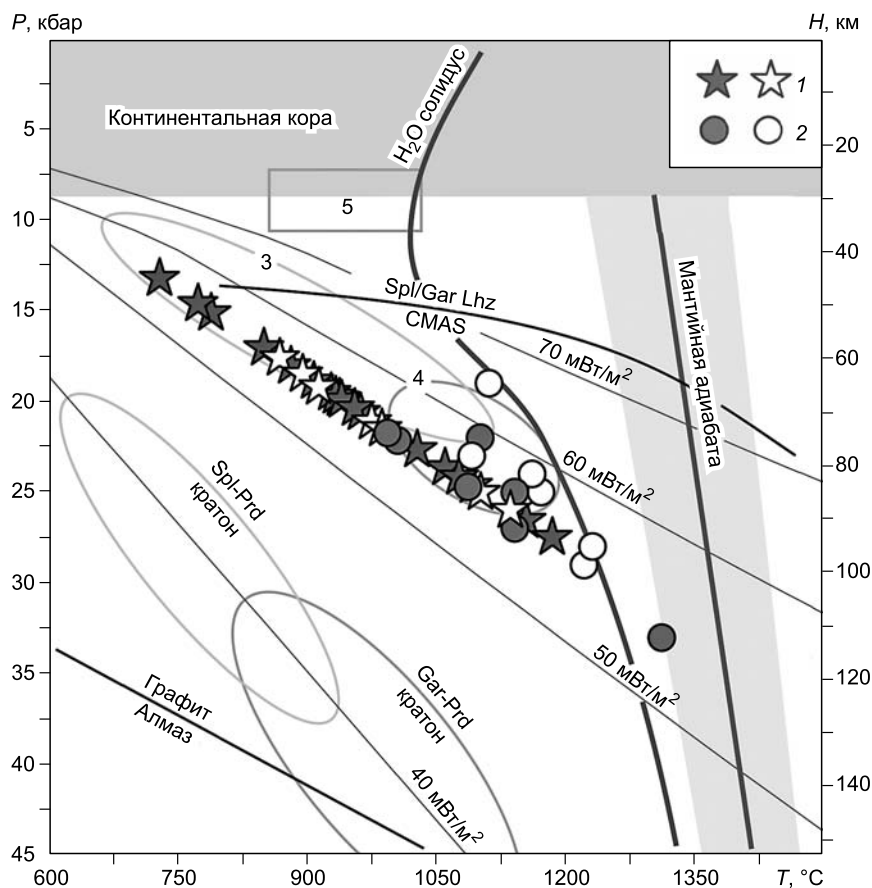 P, кбар
H, км
Континентальная кора
H₂O солидус
1
2
5
20
5
10
3
40
Spl/Gar Lhz
CMAS
Мантийная адиабата
15
70 мВт/м²
60
4
20
60 мВт/м²
80
25
Spl-Prd
кратон
100
30
50 мВт/м²
120
35
Gar-Prd
кратон
Графит
Алмаз
40 мВт/м²
40
140
45
600
750
900
1050
1200
1350
T, °C